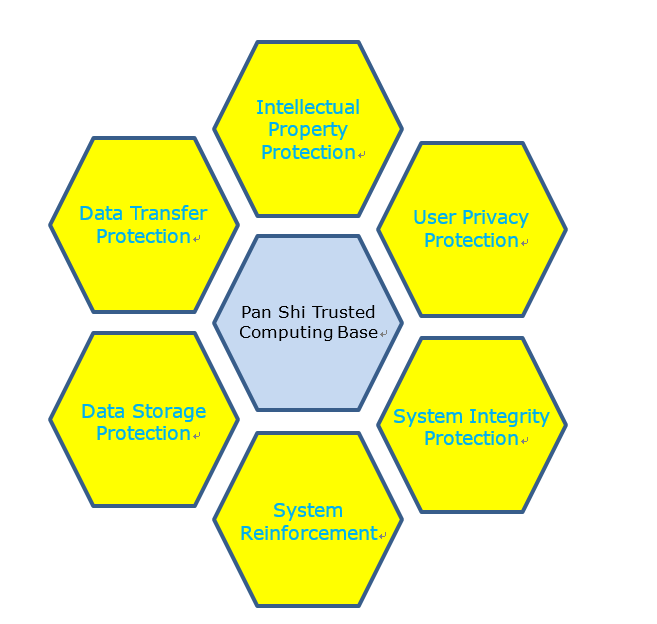 Intellectual
Property
Protection
Data Transfer
Protection
User Privacy
Protection
Pan Shi Trusted
Computing Base
Data Storage
Protection
System Integrity
Protection
System
Reinforcement